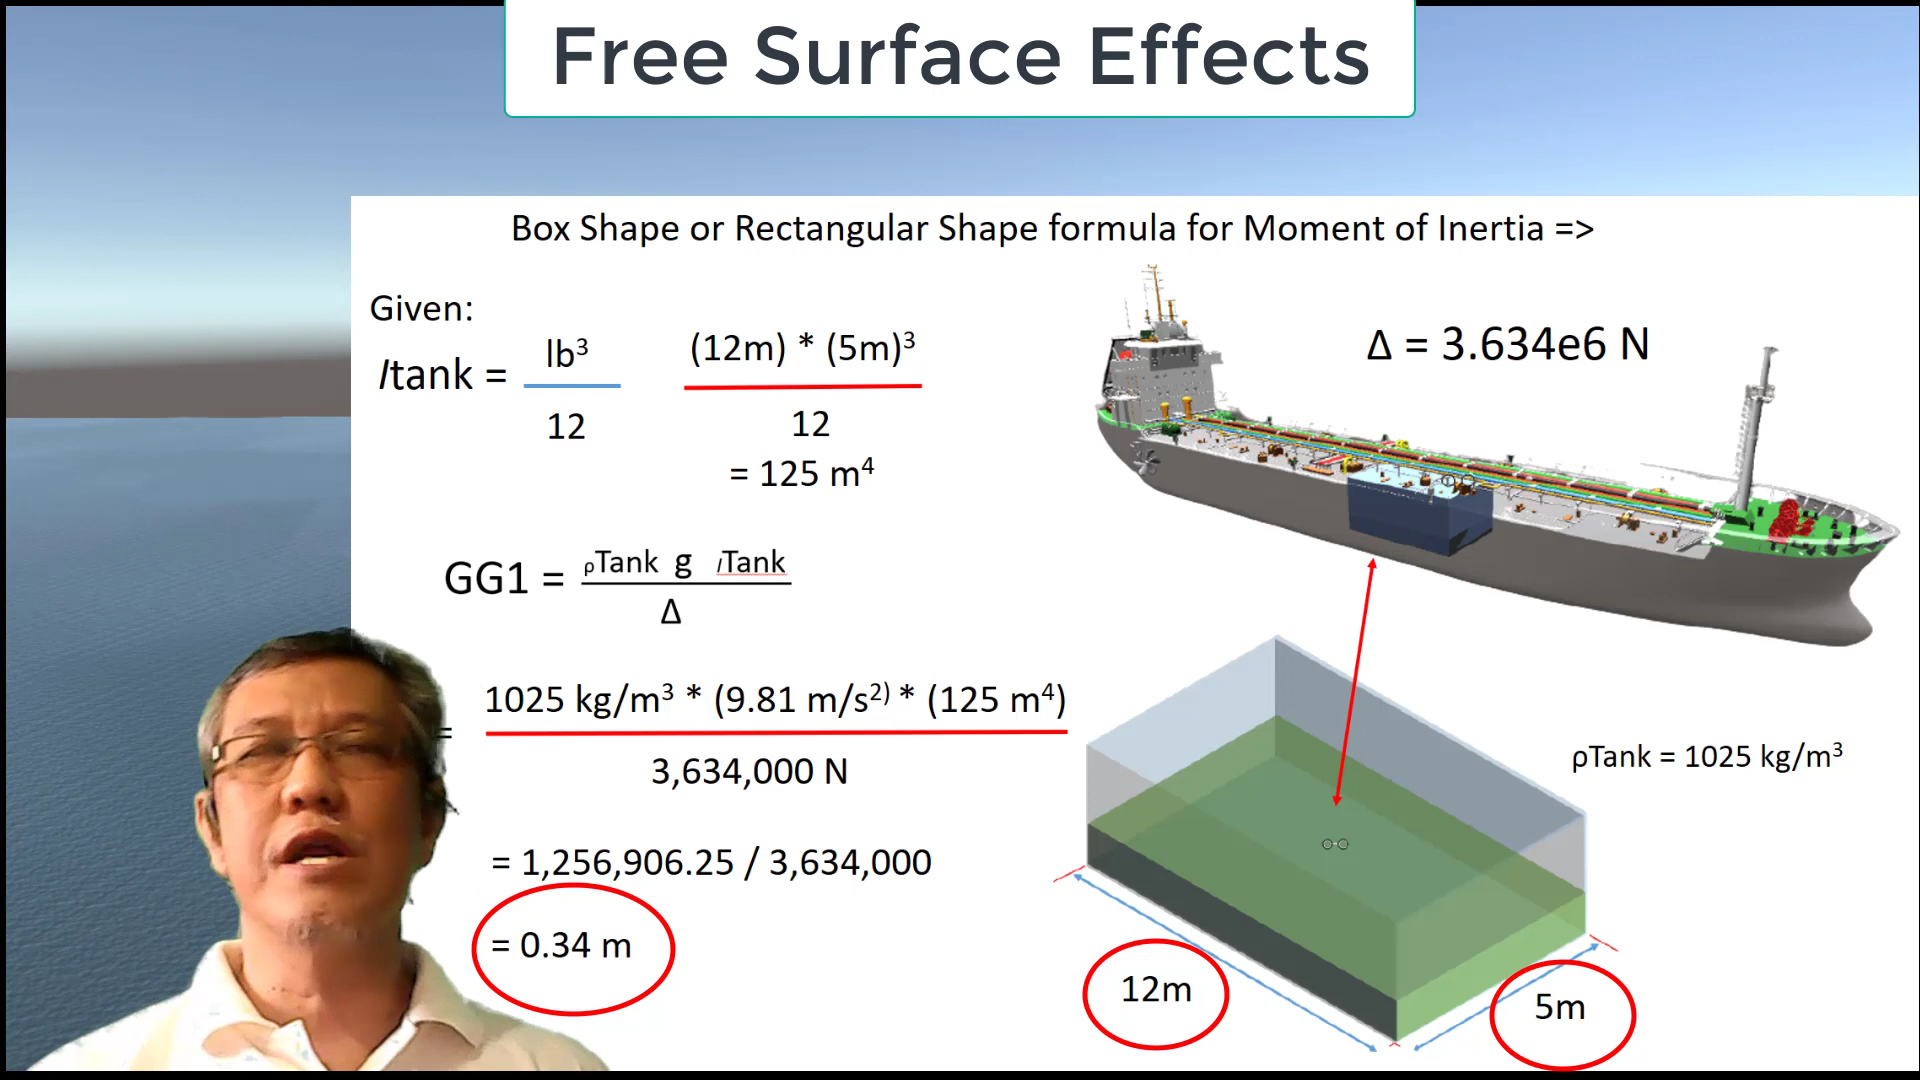 Free Surface Effects
Box Shape or Rectangular Shape formula for Moment of Inertia =>
Given:
Itank = lb³ / 12
(12m) * (5m)³
12
= 125 m⁴
Δ = 3.634e6 N
GG1 = ρTank g iTank
Δ
= 1025 kg/m³ * (9.81 m/s²⁾ * (125 m⁴)
3,634,000 N
ρTank = 1025 kg/m³
= 1,256,906.25 / 3,634,000
= 0.34 m
12m
5m